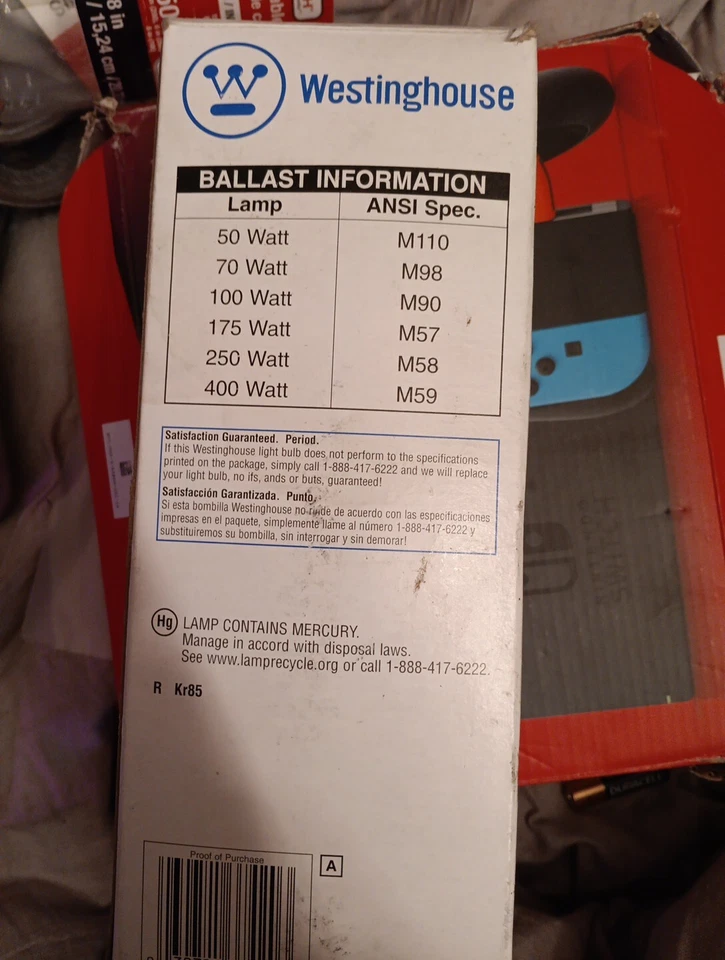 8 in
/ 15,24 cm /
Westinghouse
BALLAST INFORMATION
Lamp ANSI Spec.
50 Watt M110
70 Watt M98
100 Watt M90
175 Watt M57
250 Watt M58
400 Watt M59
Satisfaction Guaranteed. Period.
If this Westinghouse light bulb does not perform to the specifications
printed on the package, simply call 1-888-417-6222 and we will replace
your light bulb, no ifs, ands or buts, guaranteed!
Satisfacción Garantizada. Punto.
Si esta bombilla Westinghouse no rinde de acuerdo con las especificaciones
impresas en el paquete, simplemente llame al número 1-888-417-6222 y
substituiremos su bombilla, sin interrogar y sin demorar!
Hg LAMP CONTAINS MERCURY.
Manage in accord with disposal laws.
See www.lamprecycle.org or call 1-888-417-6222.
R Kr85
Proof of Purchase
A
DURACELL